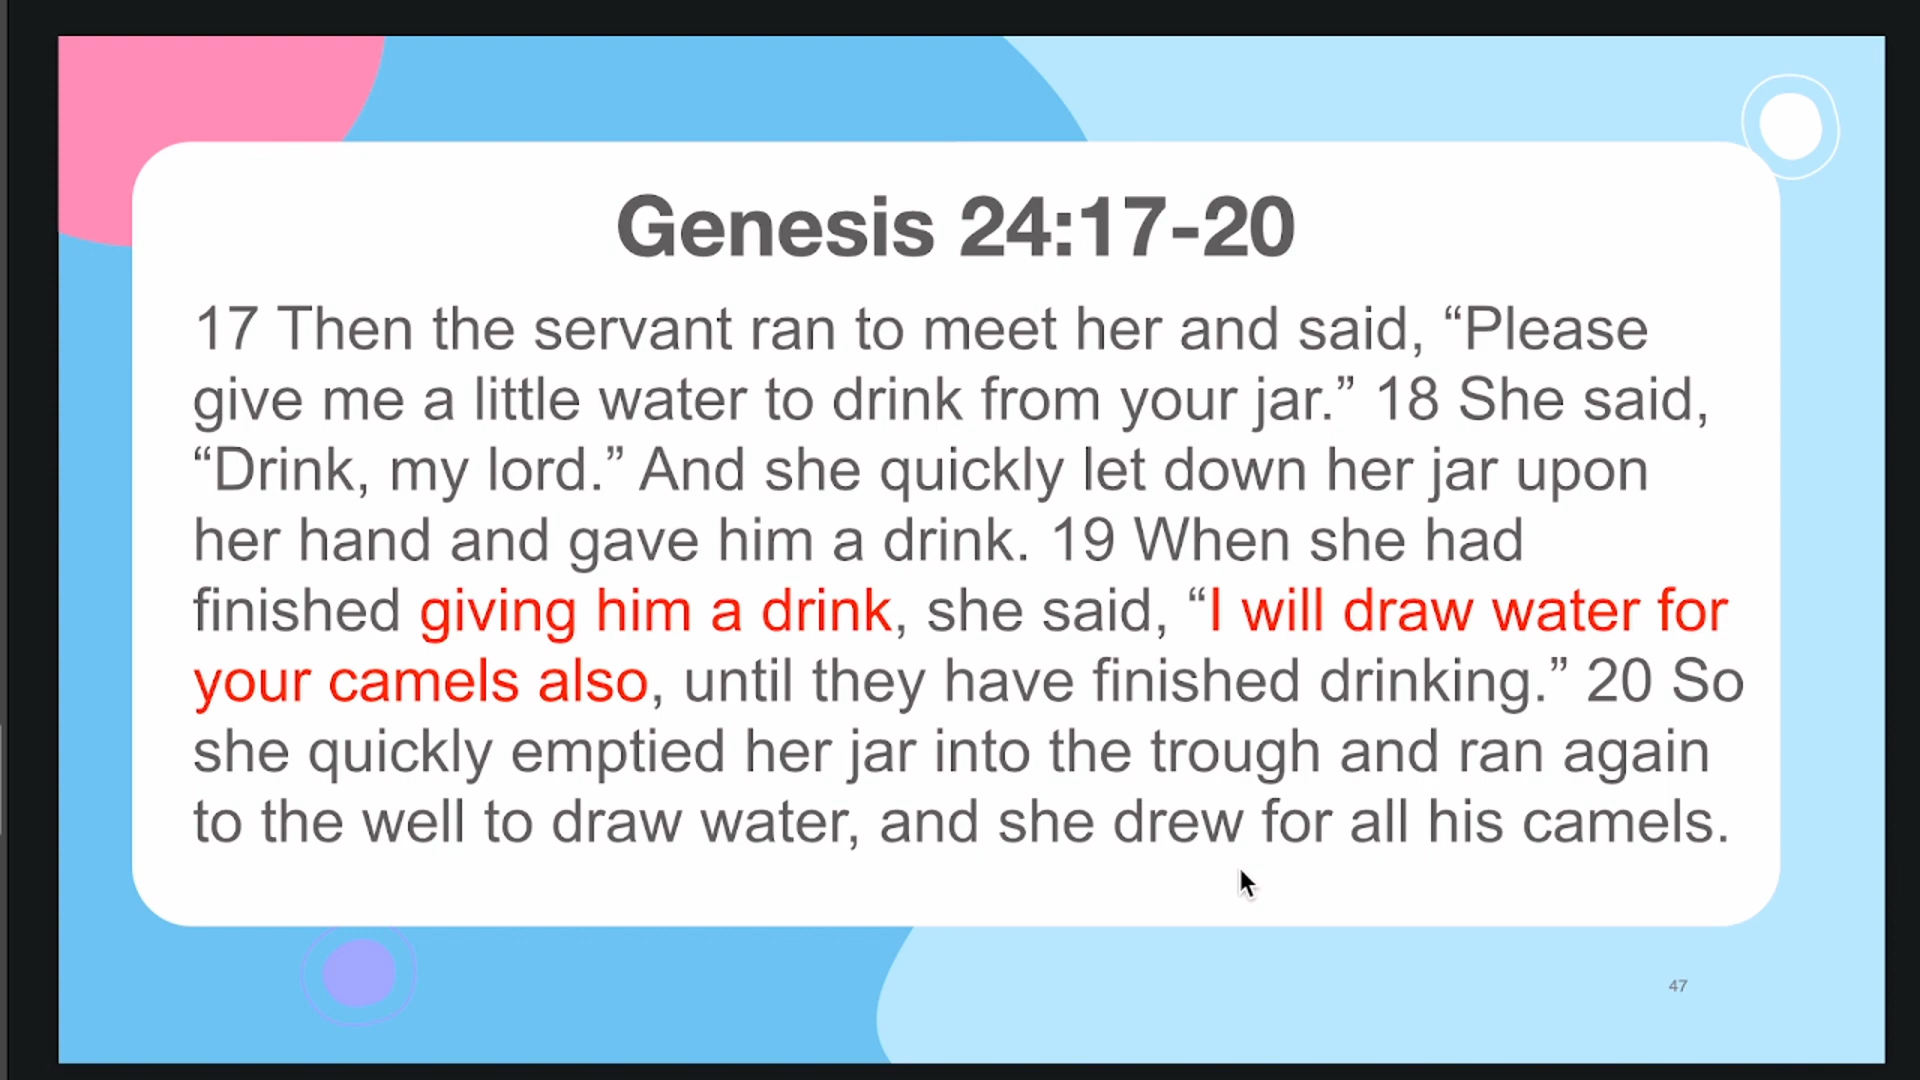 Genesis 24:17-20
17 Then the servant ran to meet her and said, “Please
give me a little water to drink from your jar.” 18 She said,
“Drink, my lord.” And she quickly let down her jar upon
her hand and gave him a drink. 19 When she had
finished giving him a drink, she said, “I will draw water for
your camels also, until they have finished drinking.” 20 So
she quickly emptied her jar into the trough and ran again
to the well to draw water, and she drew for all his camels.
47